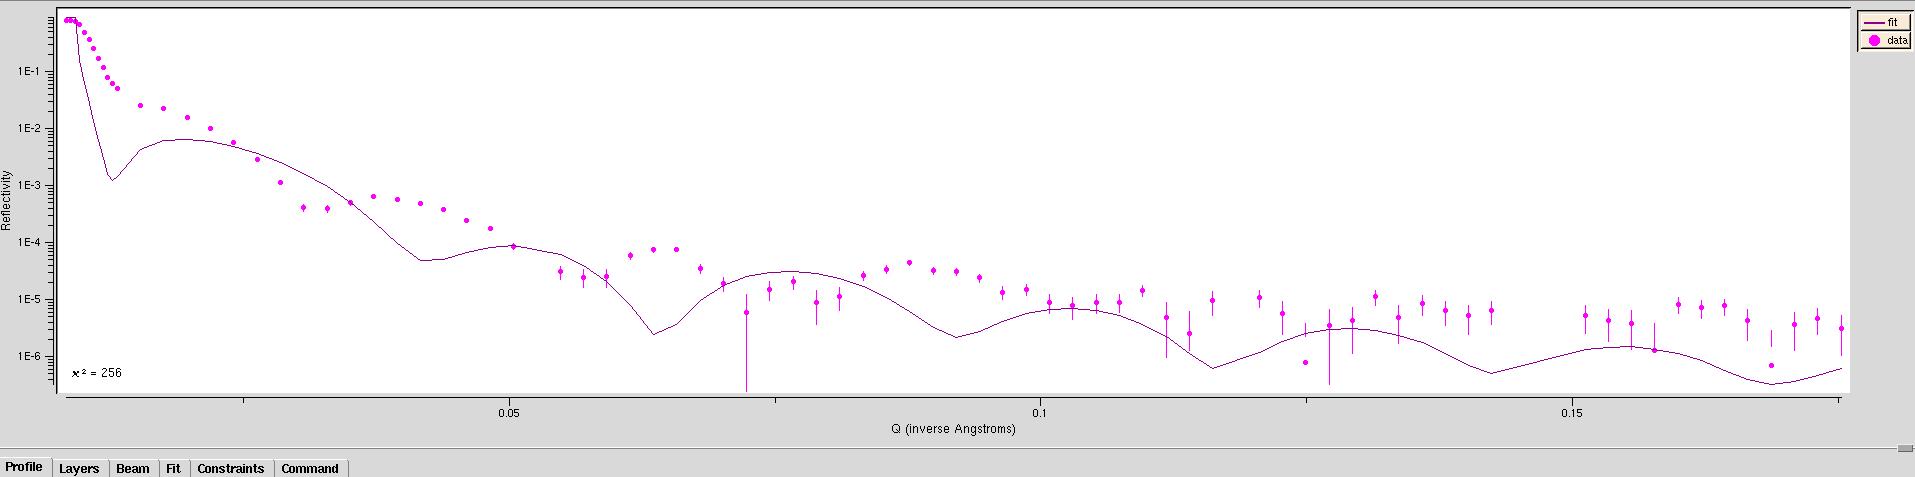 fit
data
1E-1
1E-2
1E-3
1E-4
1E-5
1E-6
Reflectivity
x² = 256
0.05
0.1
0.15
Q (inverse Angstroms)
Profile
Layers
Beam
Fit
Constraints
Command